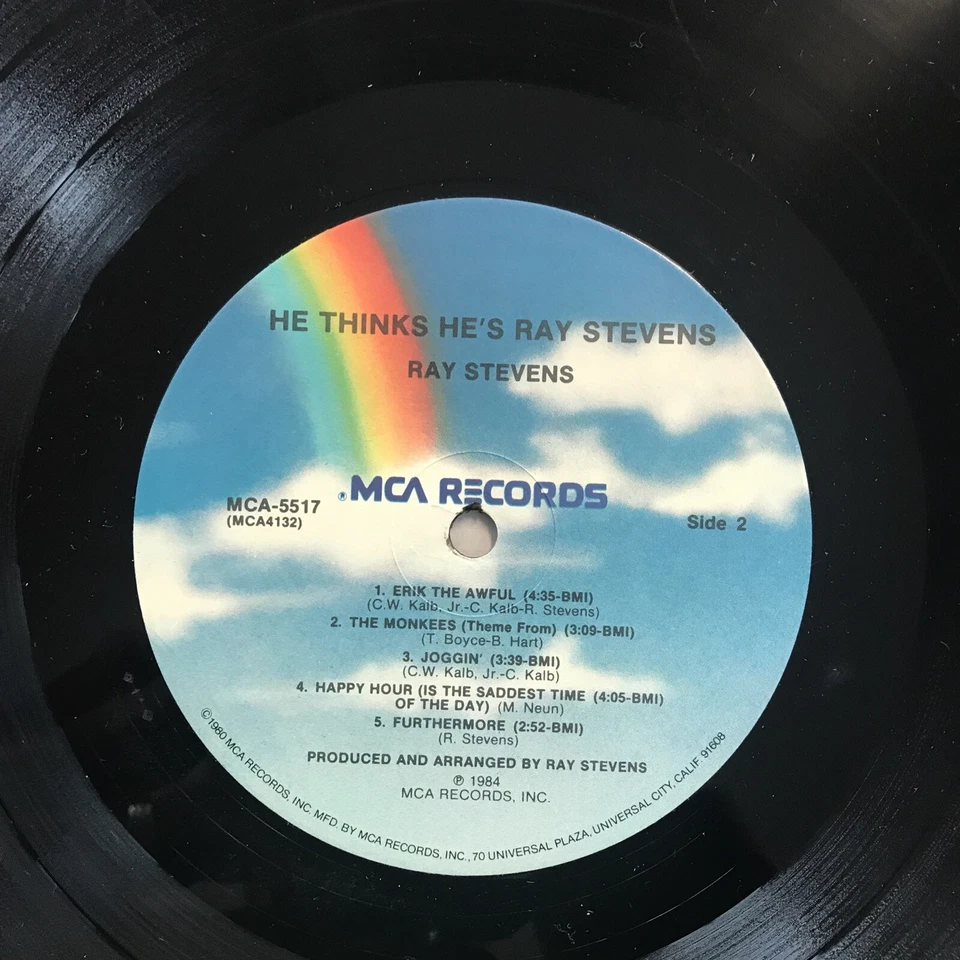 HE THINKS HE'S RAY STEVENS
RAY STEVENS
® MCA RECORDS
MCA-5517
(MCA4132)
Side 2
1. ERIK THE AWFUL (4:35-BMI)
(C.W. Kalb, Jr.-C. Kalb-R. Stevens)
2. THE MONKEES (Theme From) (3:09-BMI)
(T. Boyce-B. Hart)
3. JOGGIN' (3:39-BMI)
(C.W. Kalb, Jr.-C. Kalb)
4. HAPPY HOUR (IS THE SADDEST TIME (4:05-BMI)
OF THE DAY) (M. Neun)
5. FURTHERMORE (2:52-BMI)
(R. Stevens)
PRODUCED AND ARRANGED BY RAY STEVENS
℗ 1984
MCA RECORDS, INC.
©1980 MCA RECORDS, INC. MFD. BY MCA RECORDS, INC., 70 UNIVERSAL PLAZA, UNIVERSAL CITY, CALIF. 91608